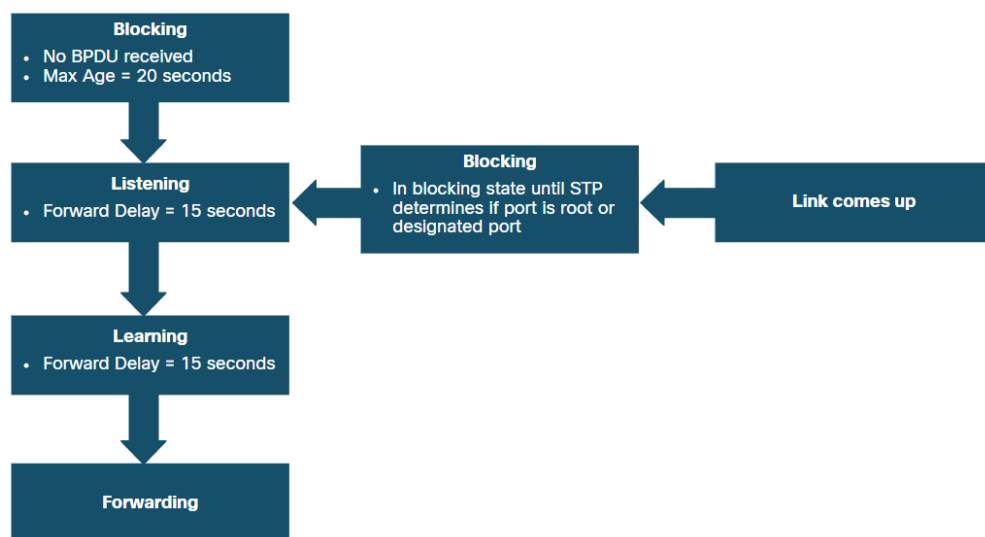 Blocking
• No BPDU received
• Max Age = 20 seconds
Listening
• Forward Delay = 15 seconds
Blocking
• In blocking state until STP
determines if port is root or
designated port
Link comes up
Learning
• Forward Delay = 15 seconds
Forwarding